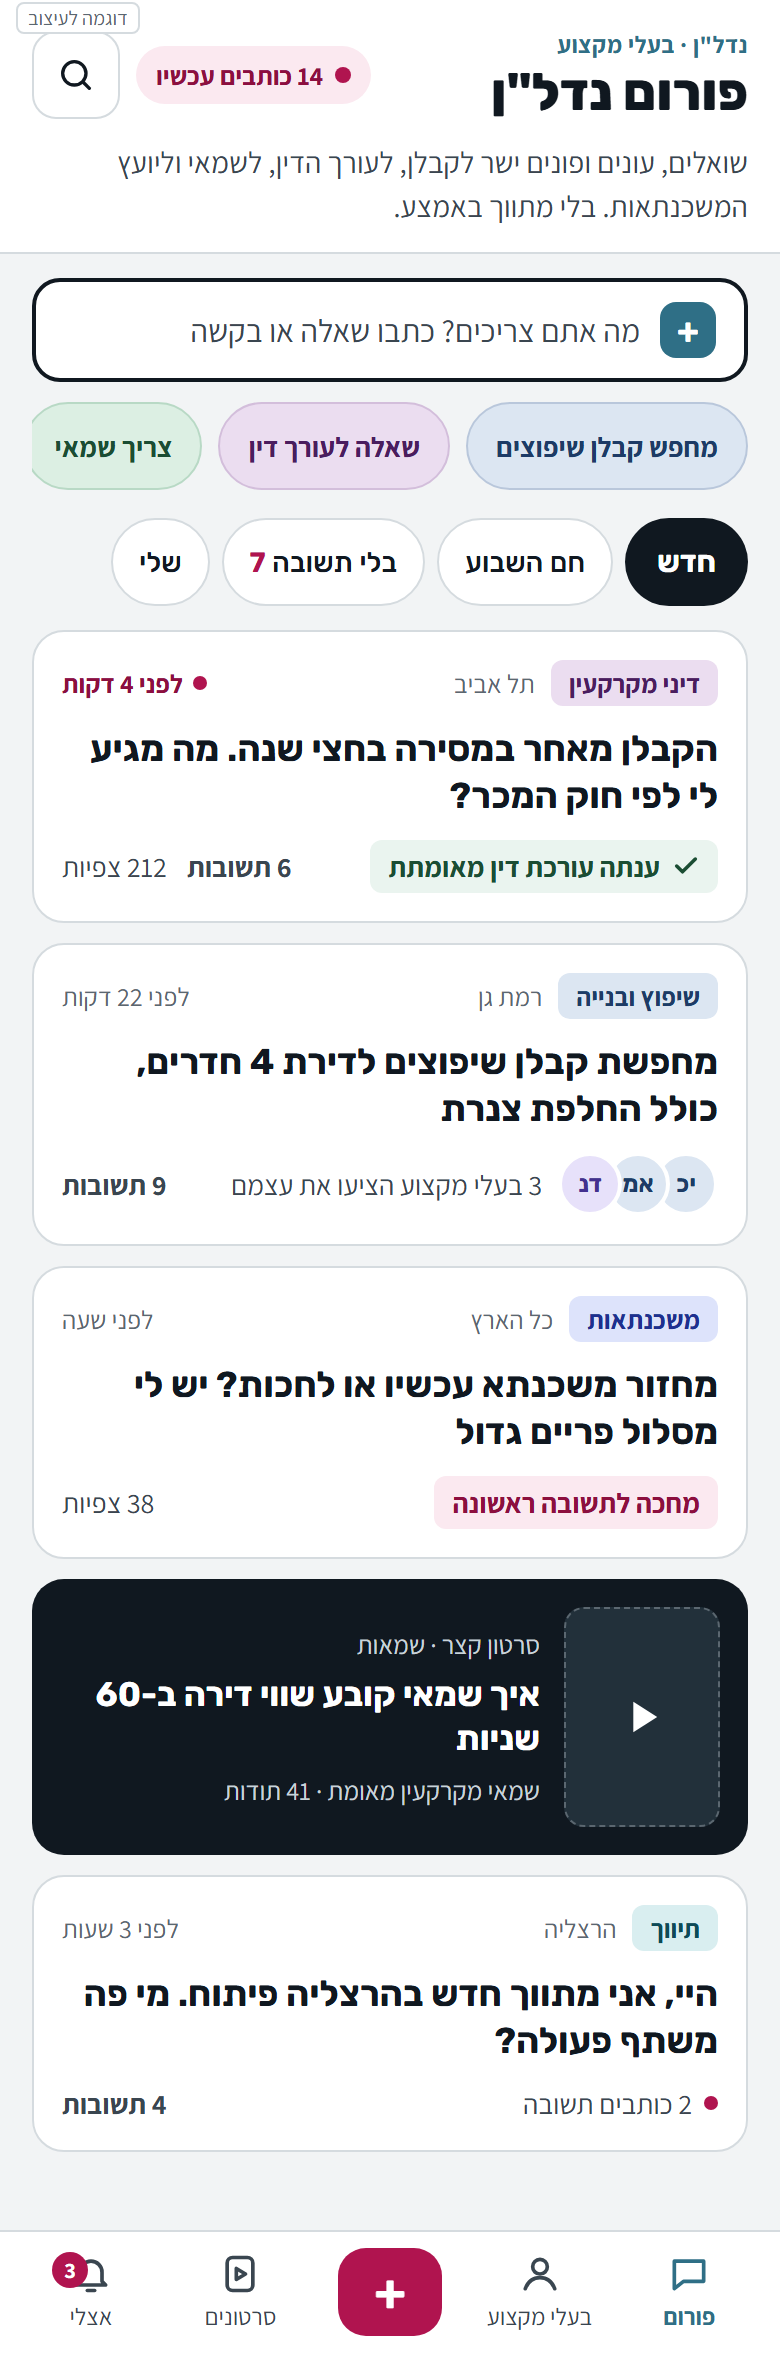 דוגמה לעיצוב
נדל"ן · בעלי מקצוע
פורום נדל"ן
14 כותבים עכשיו
שואלים, עונים ופונים ישר לקבלן, לעורך הדין, לשמאי וליועץ
המשכנתאות. בלי מתווך באמצע.
+ מה אתם צריכים? כתבו שאלה או בקשה
מחפש קבלן שיפוצים
שאלה לעורך דין
צריך שמאי
חדש
חם השבוע
בלי תשובה 7
שלי
דיני מקרקעין
תל אביב
לפני 4 דקות
הקבלן מאחר במסירה בחצי שנה. מה מגיע
לי לפי חוק המכר?
ענתה עורכת דין מאומתת
6 תשובות
212 צפיות
שיפוץ ובנייה
רמת גן
לפני 22 דקות
מחפשת קבלן שיפוצים לדירת 4 חדרים,
כולל החלפת צנרת
יכ
אמ
דנ
3 בעלי מקצוע הציעו את עצמם
9 תשובות
משכנתאות
כל הארץ
לפני שעה
מחזור משכנתא עכשיו או לחכות? יש לי
מסלול פריים גדול
מחכה לתשובה ראשונה
38 צפיות
סרטון קצר · שמאות
איך שמאי קובע שווי דירה ב-60
שניות
שמאי מקרקעין מאומת · 41 תודות
תיווך
הרצליה
לפני 3 שעות
היי, אני מתווך חדש בהרצליה פיתוח. מי פה
משתף פעולה?
2 כותבים תשובה
4 תשובות
פורום
בעלי מקצוע
+
סרטונים
3
אצלי